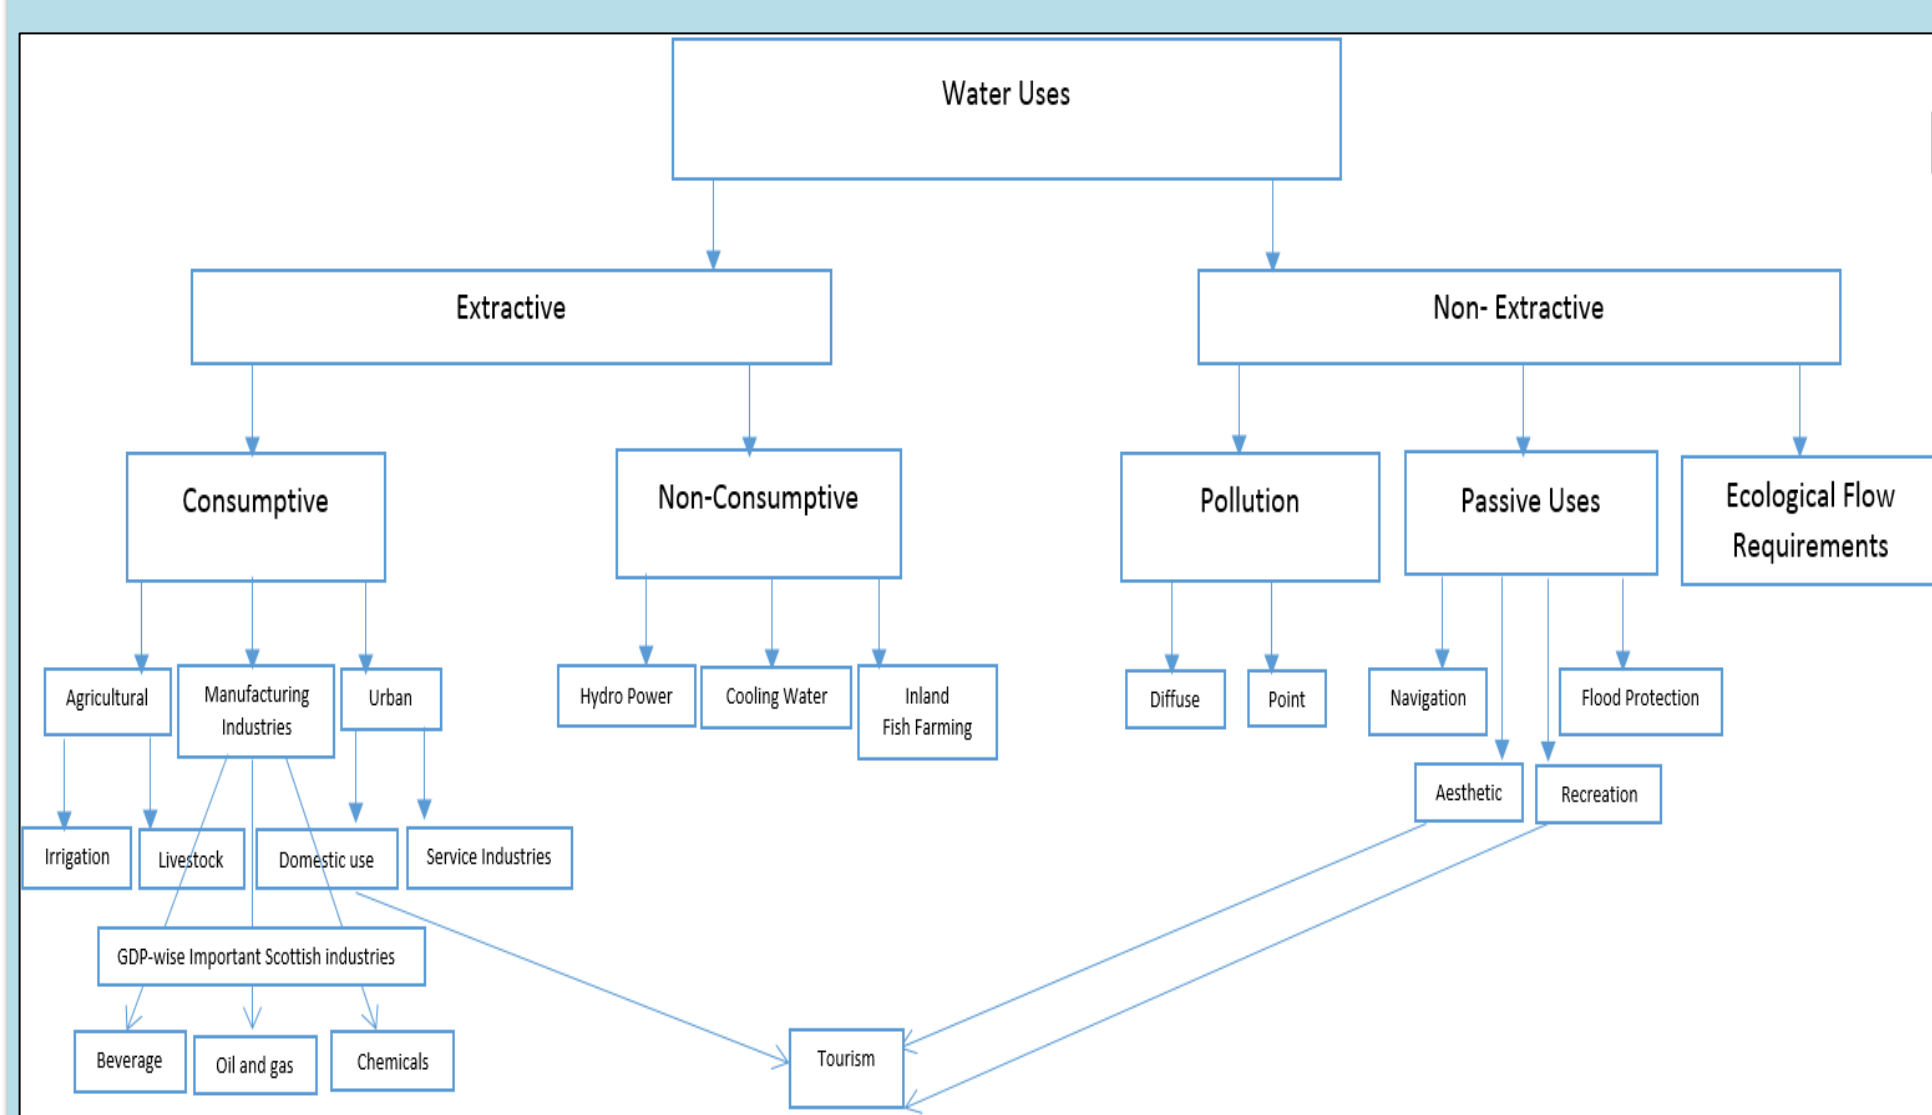 Water Uses
Extractive
Non- Extractive
Consumptive
Non-Consumptive
Pollution
Passive Uses
Ecological Flow
Requirements
Agricultural
Manufacturing
Industries
Urban
Hydro Power
Cooling Water
Inland
Fish Farming
Diffuse
Point
Navigation
Flood Protection
Aesthetic
Recreation
Irrigation
Livestock
Domestic use
Service Industries
GDP-wise Important Scottish industries
Beverage
Oil and gas
Chemicals
Tourism